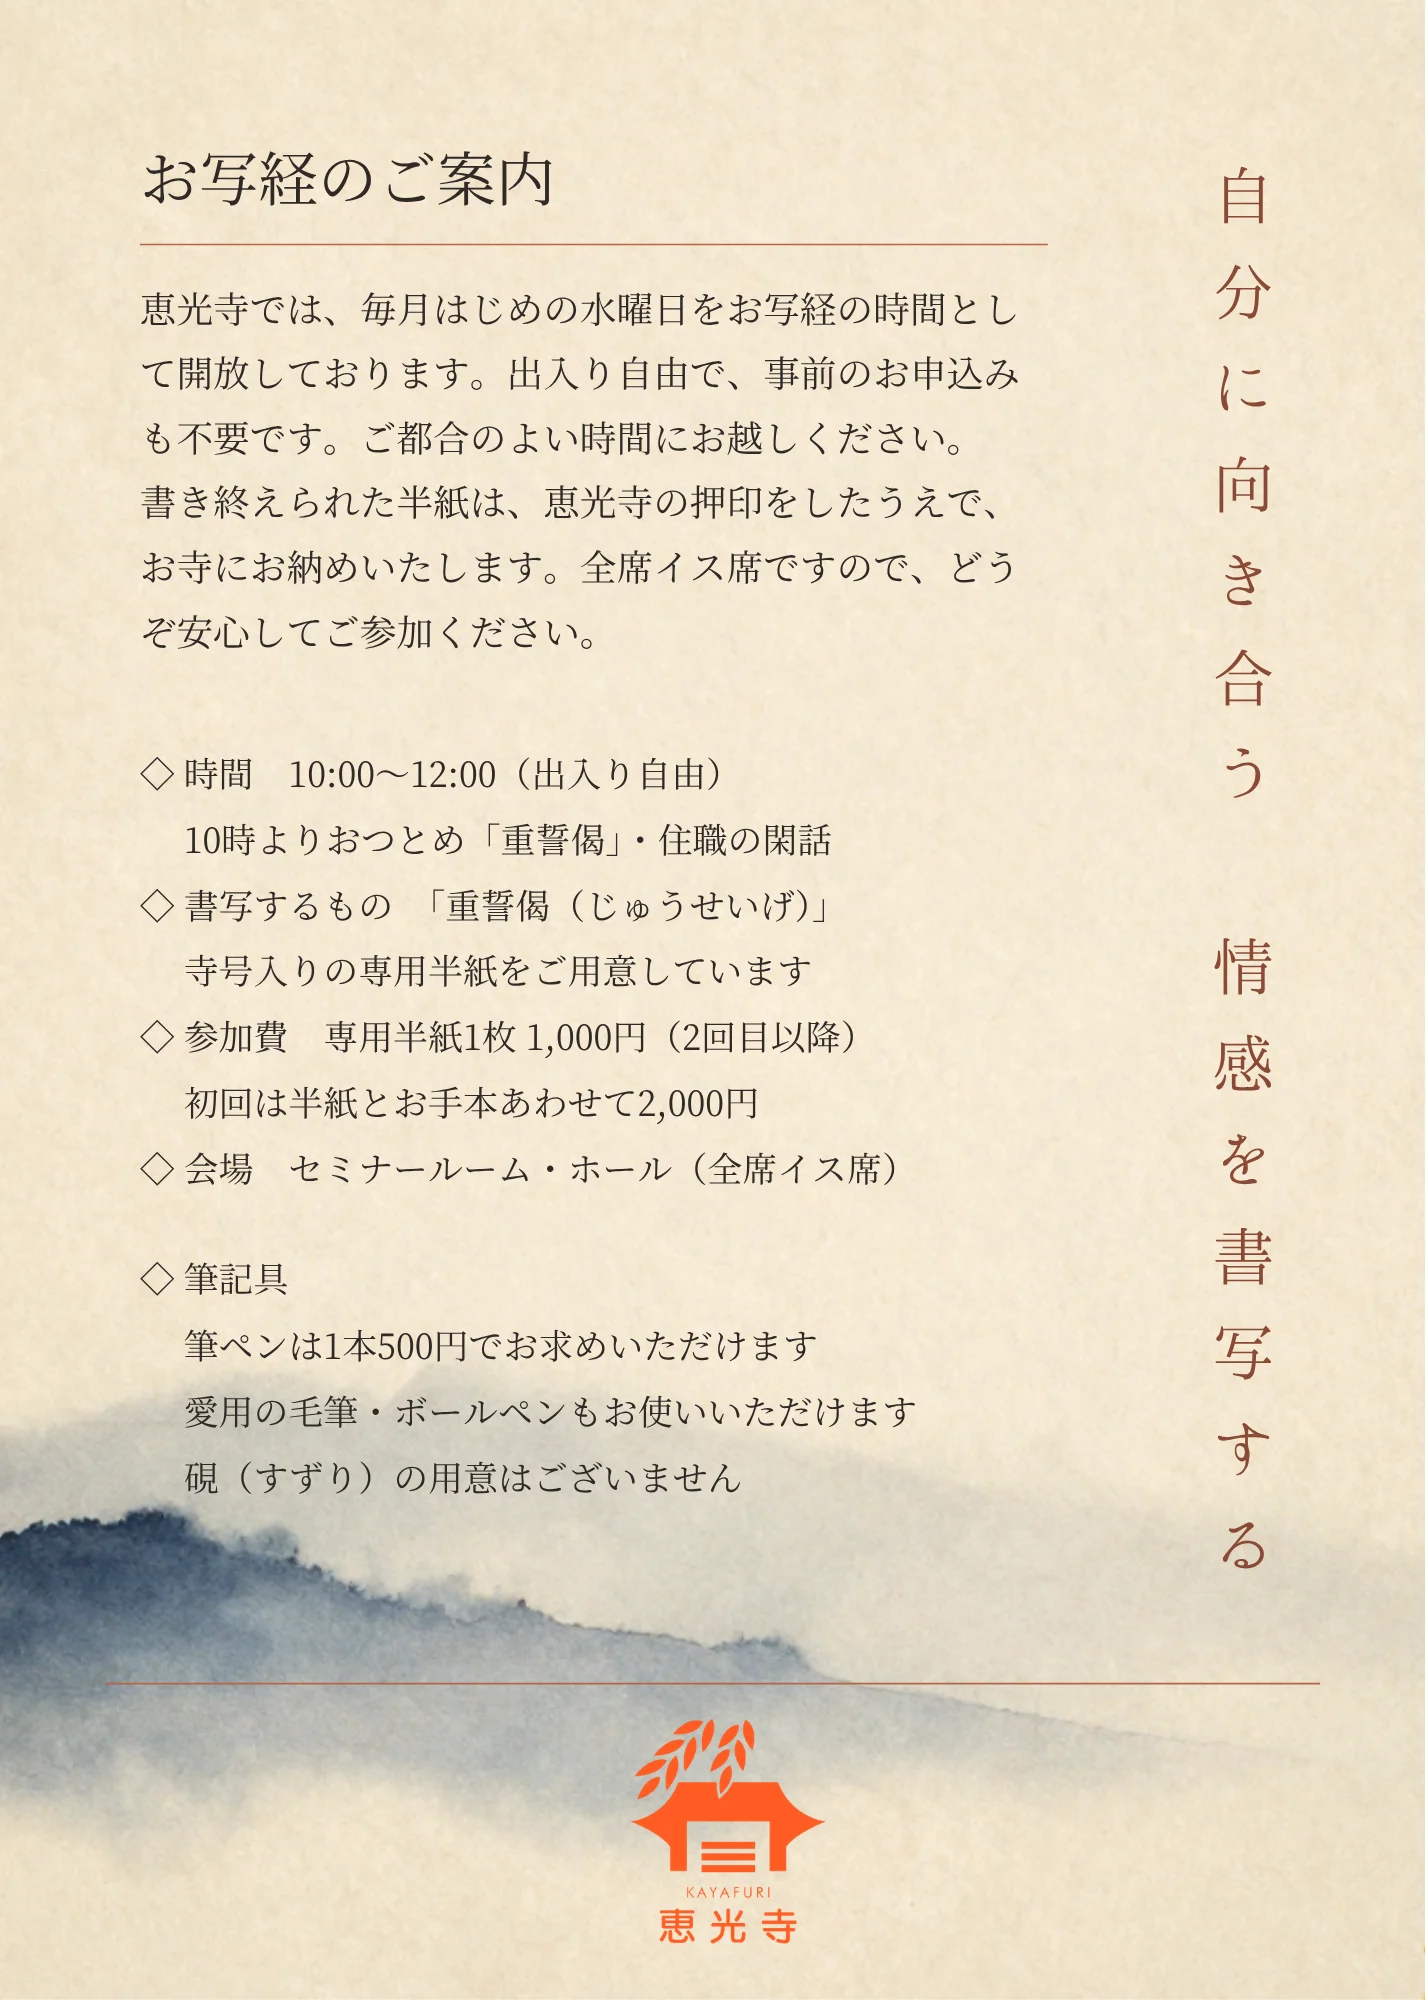 お写経のご案内
恵光寺では、毎月はじめの水曜日をお写経の時間とし
て開放しております。出入り自由で、事前のお申込み
も不要です。ご都合のよい時間にお越しください。
書き終えられた半紙は、恵光寺の押印をしたうえで、
お寺にお納めいたします。全席イス席ですので、どう
ぞ安心してご参加ください。
◇ 時間　10:00〜12:00（出入り自由）
10時よりおつとめ「重誓偈」・住職の閑話
◇ 書写するもの　「重誓偈（じゅうせいげ）」
寺号入りの専用半紙をご用意しています
◇ 参加費　専用半紙1枚 1,000円（2回目以降）
初回は半紙とお手本あわせて2,000円
◇ 会場　セミナールーム・ホール（全席イス席）
◇ 筆記具
筆ペンは1本500円でお求めいただけます
愛用の毛筆・ボールペンもお使いいただけます
硯（すずり）の用意はございません
自分に向き合う　情感を書写する
KAYAFURI
恵光寺